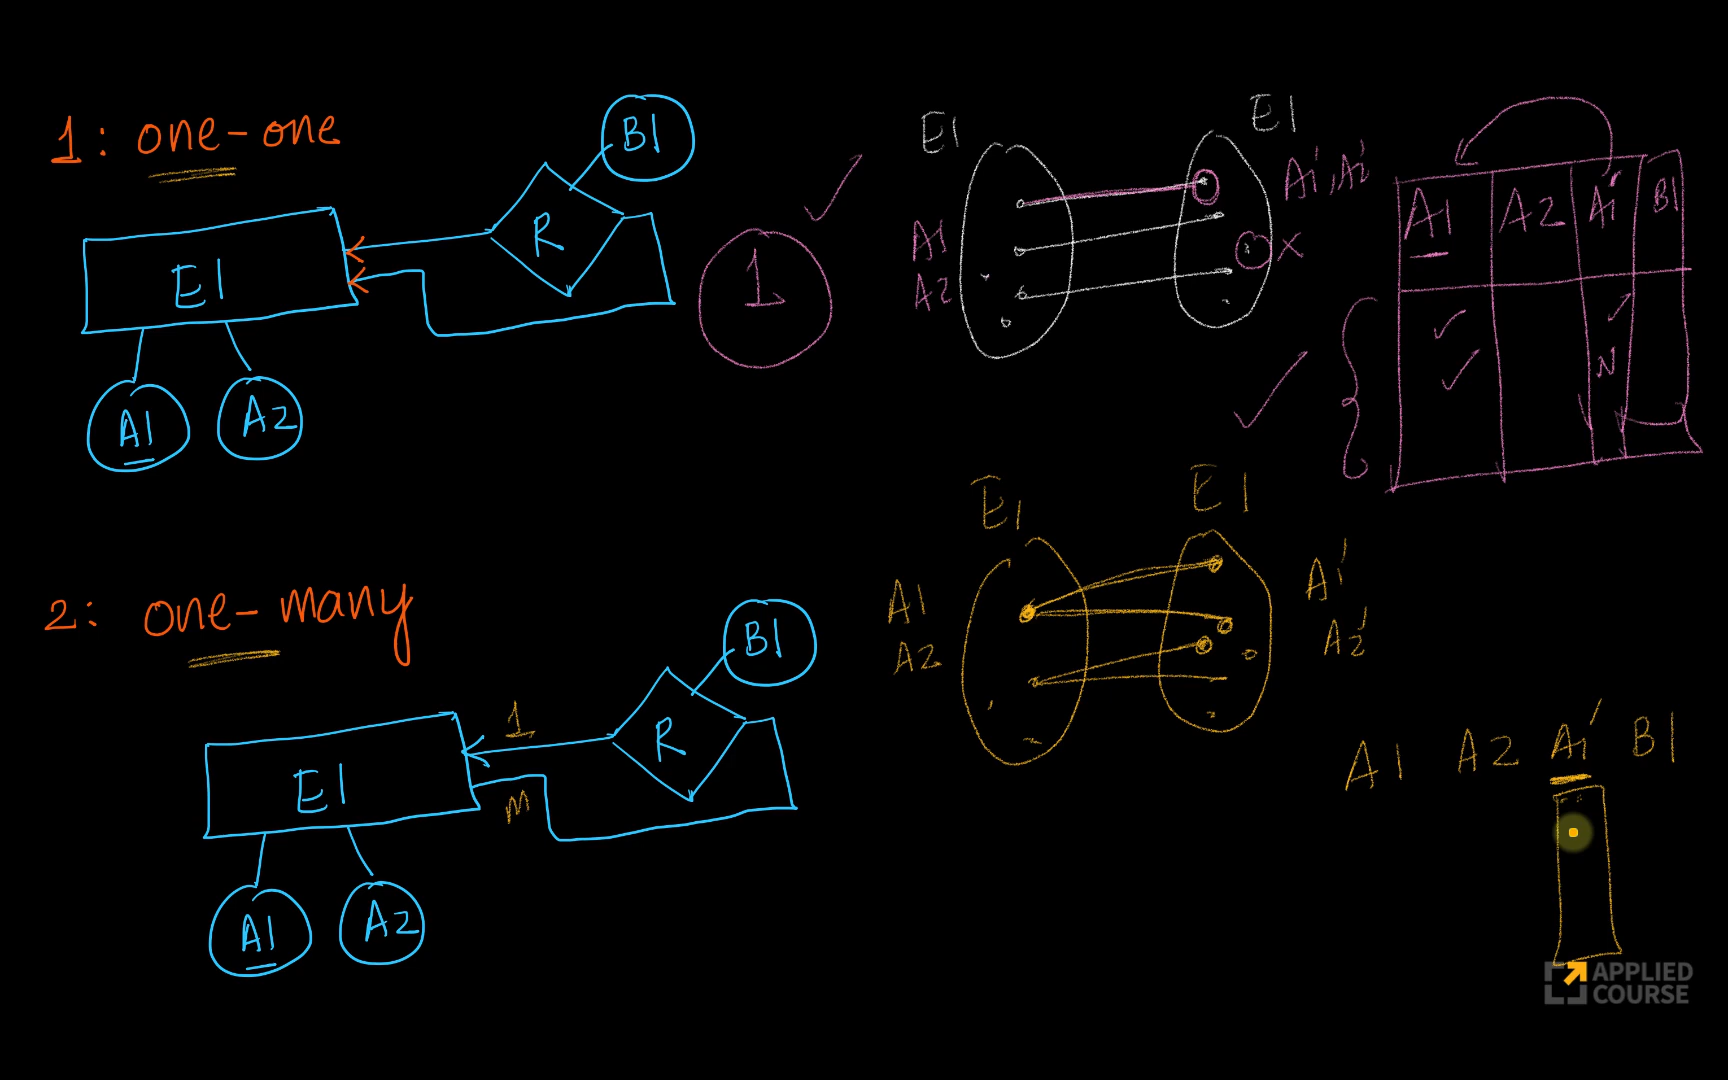 1: one-one
B1
R
E1
A1
A2
1
E1
E1
A1
A2
A1', A2'
X
A1 A2 A1' B1
N
2: one-many
B1
R
1
M
E1
A1
A2
E1
E1
A1
A2
A1'
A2'
A1 A2 A1' B1
APPLIED
COURSE